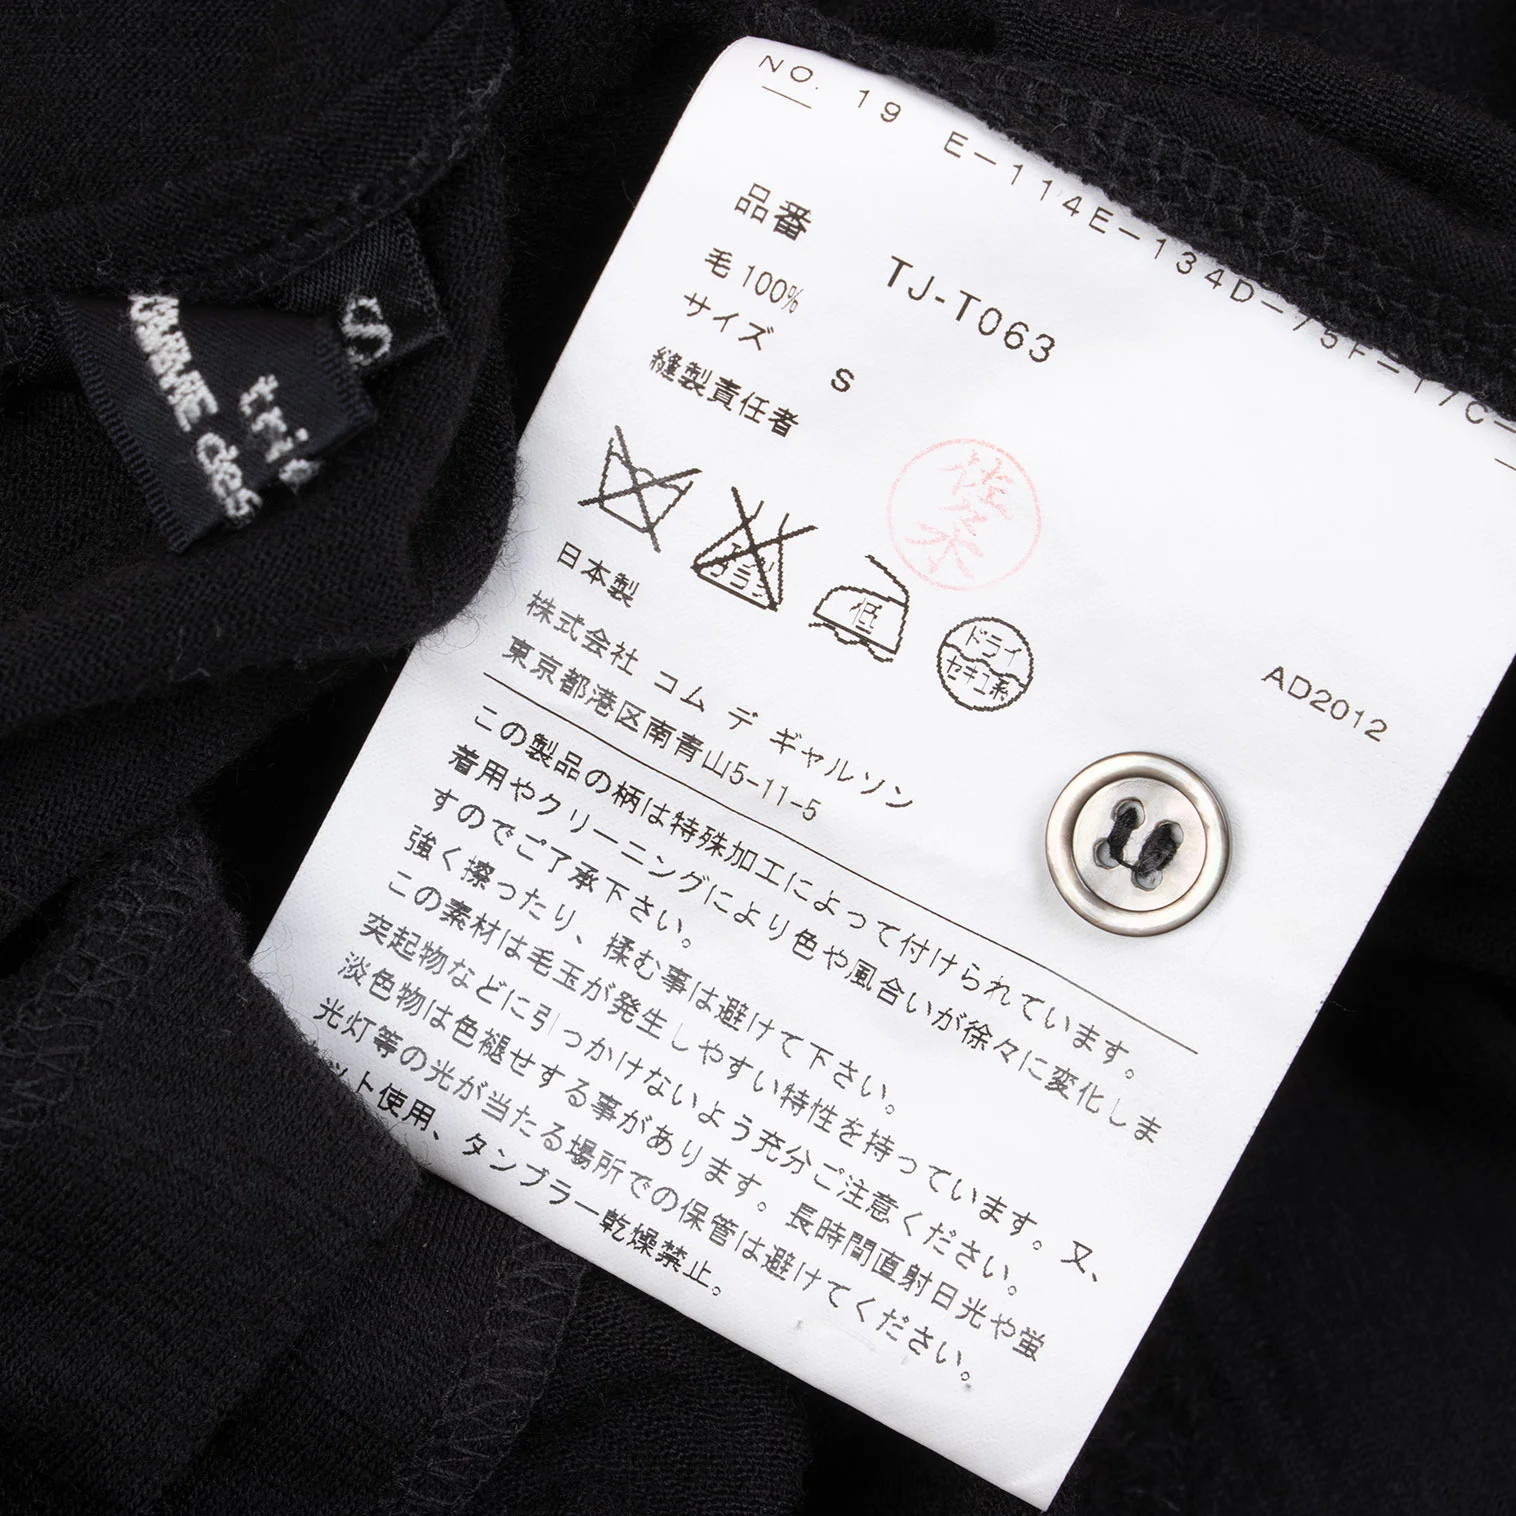 NO. 19 E-114E-134D-75F-17C-
品番 TJ-T063
毛 100%
サイズ S
縫製責任者
佐々木
低
ドライ
セキユ系
日本製
AD2012
株式会社 コム デ ギャルソン
東京都港区南青山5-11-5
この製品の柄は特殊加工によって付けられています。
着用やクリーニングにより色や風合いが徐々に変化しま
すのでご了承下さい。
強く擦ったり、揉む事は避けて下さい。
この素材は毛玉が発生しやすい特性を持っています。又、
突起物などに引っかけないよう充分ご注意ください。
淡色物は色褪せする事があります。長時間直射日光や蛍
光灯等の光が当たる場所での保管は避けてください。
ット使用、タンブラー乾燥禁止。
S
tric
COMME des